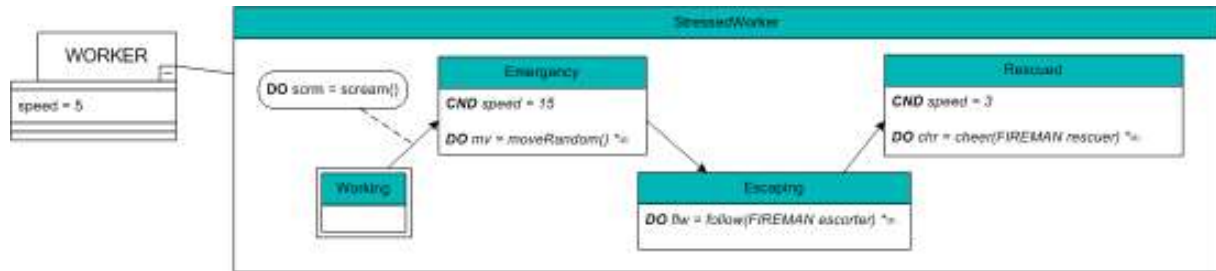 StressedWorker
WORKER
speed = 5
DO scrm = scream()
Emergency
CND speed = 15
DO mv = moveRandom() *∞
Rescued
CND speed = 3
DO chr = cheer(FIREMAN rescuer) *∞
Working
Escaping
DO flw = follow(FIREMAN escorter) *∞